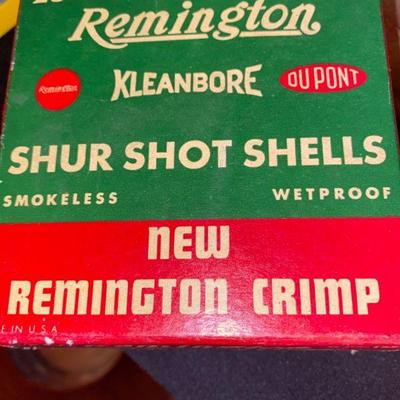 Remington
Remington KLEANBORE DU PONT
SHUR SHOT SHELLS
SMOKELESS WETPROOF
NEW
REMINGTON CRIMP
E IN U.S.A.